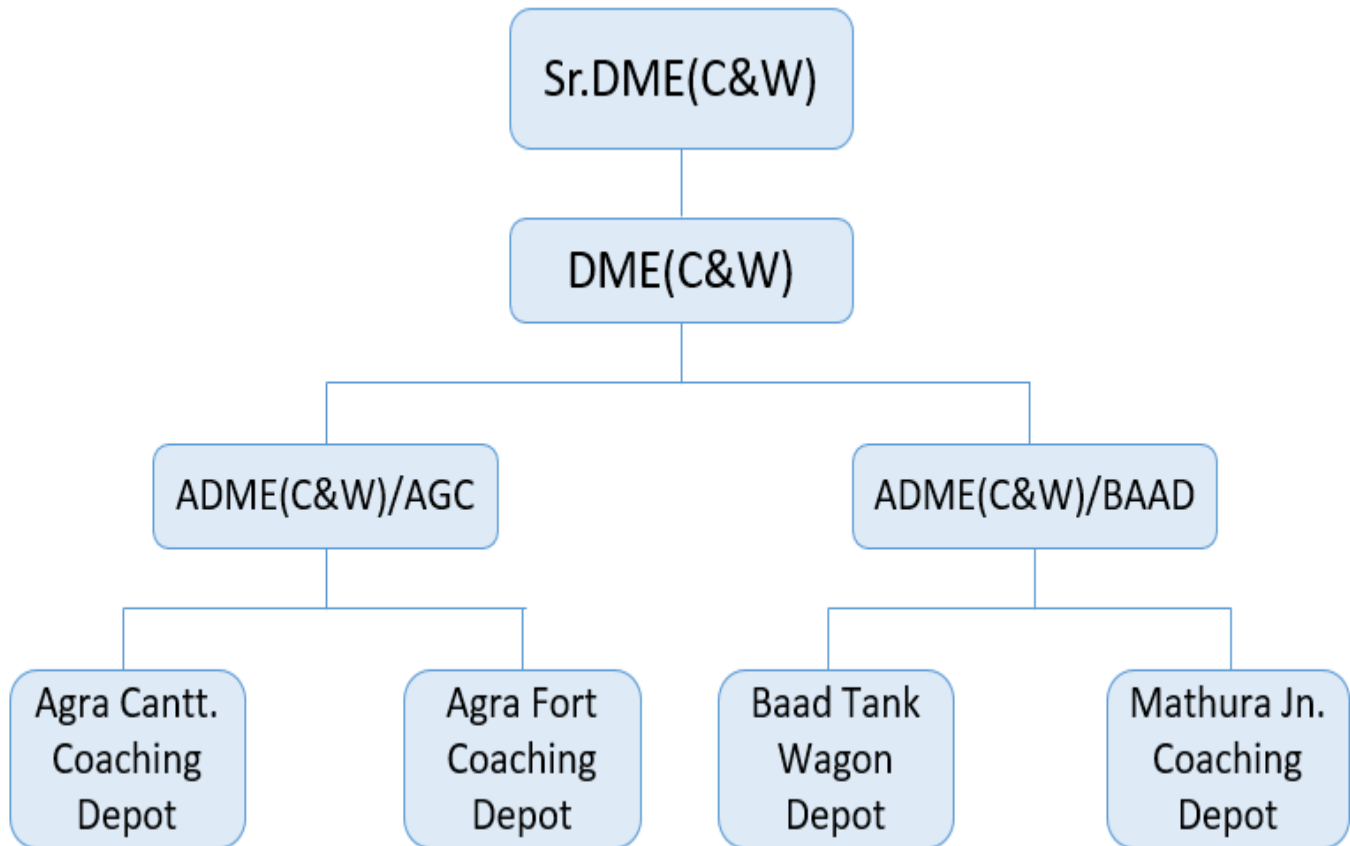 Sr.DME(C&W)
DME(C&W)
ADME(C&W)/AGC
ADME(C&W)/BAAD
Agra Cantt.
Coaching
Depot
Agra Fort
Coaching
Depot
Baad Tank
Wagon
Depot
Mathura Jn.
Coaching
Depot